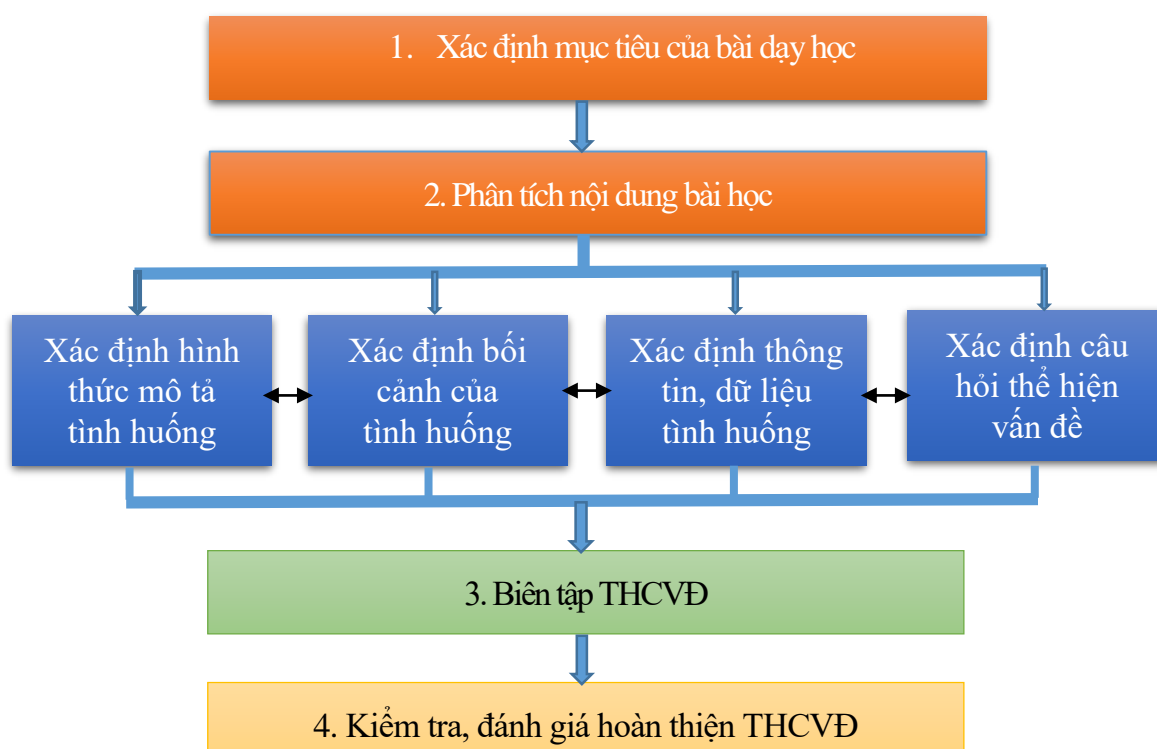 1. Xác định mục tiêu của bài dạy học
2. Phân tích nội dung bài học
Xác định hình
thức mô tả
tình huống
Xác định bối
cảnh của
tình huống
Xác định thông
tin, dữ liệu
tình huống
Xác định câu
hỏi thể hiện
vấn đề
3. Biên tập THCVĐ
4. Kiểm tra, đánh giá hoàn thiện THCVĐ